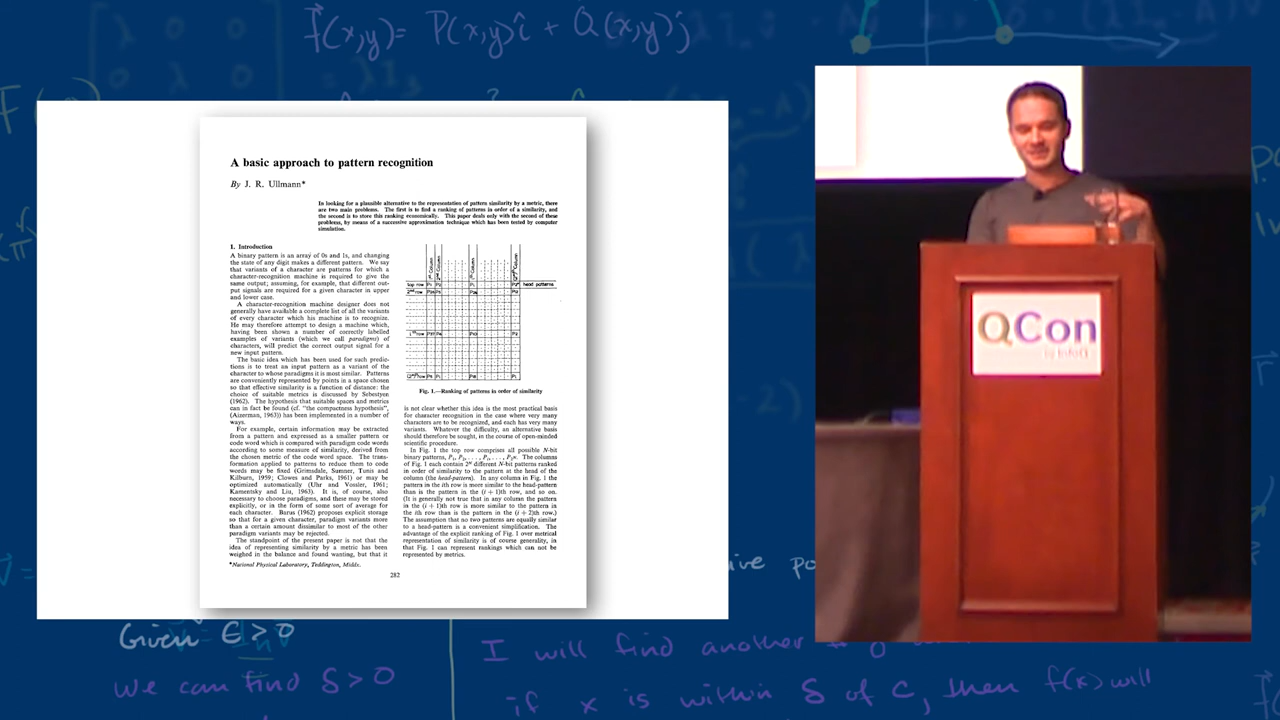 f(x,y)= P(x,y)i + Q(x,y)j
A basic approach to pattern recognition
By J. R. Ullmann*
In looking for a plausible alternative to the representation of pattern similarity by a metric, there
are two main problems. The first is to find a ranking of patterns in order of a similarity, and
the second is to store this ranking economically. This paper deals only with the second of these
problems, by means of a successive approximation technique which has been tested by computer
simulation.
1. Introduction
A binary pattern is an array of 0s and 1s, and changing
the state of any digit makes a different pattern. We say
that variants of a character are patterns for which a
character-recognition machine is required to give the
same output; assuming, for example, that different out-
put signals are required for a given character in upper
and lower case.
A character-recognition machine designer does not
generally have available a complete list of all the variants
of every character which his machine is to recognize.
He may therefore attempt to design a machine which,
having been shown a number of correctly labelled
examples of variants (which we call paradigms) of
characters, will predict the correct output signal for a
new input pattern.
The basic idea which has been used for such predic-
tions is to treat an input pattern as a variant of the
character to whose paradigms it is most similar. Patterns
are conveniently represented by points in a space chosen
so that effective similarity is a function of distance: the
choice of suitable metrics is discussed by Sebestyen
(1962). The hypothesis that suitable spaces and metrics
can in fact be found (cf. "the compactness hypothesis",
(Aizerman, 1963)) has been implemented in a number of
ways.
For example, certain information may be extracted
from a pattern and expressed as a smaller pattern or
code word which is compared with paradigm code words
according to some measure of similarity, derived from
the chosen metric of the code word space. The trans-
formation applied to patterns to reduce them to code
words may be fixed (Grimsdale, Sumner, Tunis and
Kilburn, 1959; Clowes and Parks, 1961) or may be
optimized automatically (Uhr and Vossler, 1961;
Kamentsky and Liu, 1963). It is, of course, also
necessary to choose paradigms, and these may be stored
explicitly, or in the form of some sort of average for
each character. Barus (1962) proposes explicit storage
so that for a given character, paradigm variants more
than a certain amount dissimilar to most of the other
paradigm variants may be rejected.
The standpoint of the present paper is not that the
idea of representing similarity by a metric has been
weighed in the balance and found wanting, but that it
*National Physical Laboratory, Teddington, Middx.
1st Column
2nd Column
top row
2nd row
head patterns
Fig. 1.—Ranking of patterns in order of similarity
is not clear whether this idea is the most practical basis
for character recognition in the case where very many
characters are to be recognized, and each has very many
variants. Whatever the difficulty, an alternative basis
should therefore be sought, in the course of open-minded
scientific procedure.
In Fig. 1 the top row comprises all possible N-bit
binary patterns, P1, P2, . . . , Pi, . . . , P2N. The columns
of Fig. 1 each contain 2N different N-bit patterns ranked
in order of similarity to the pattern at the head of the
column (the head-pattern). In any column in Fig. 1 the
pattern in the ith row is more similar to the head-pattern
than is the pattern in the (i + 1)th row, and so on.
(It is generally not true that in any column the pattern
in the (i + 1)th row is more similar to the pattern in
the ith row than is the pattern in the (i + 2)th row.)
The assumption that no two patterns are equally similar
to a head-pattern is a convenient simplification. The
advantage of the explicit ranking of Fig. 1 over metrical
representation of similarity is of course generality, in
that Fig. 1 can represent rankings which can not be
represented by metrics.
282
QCon
by InfoQ
Given ε > 0
We can find δ > 0
I will find another
if x is within δ of c, then f(x) will